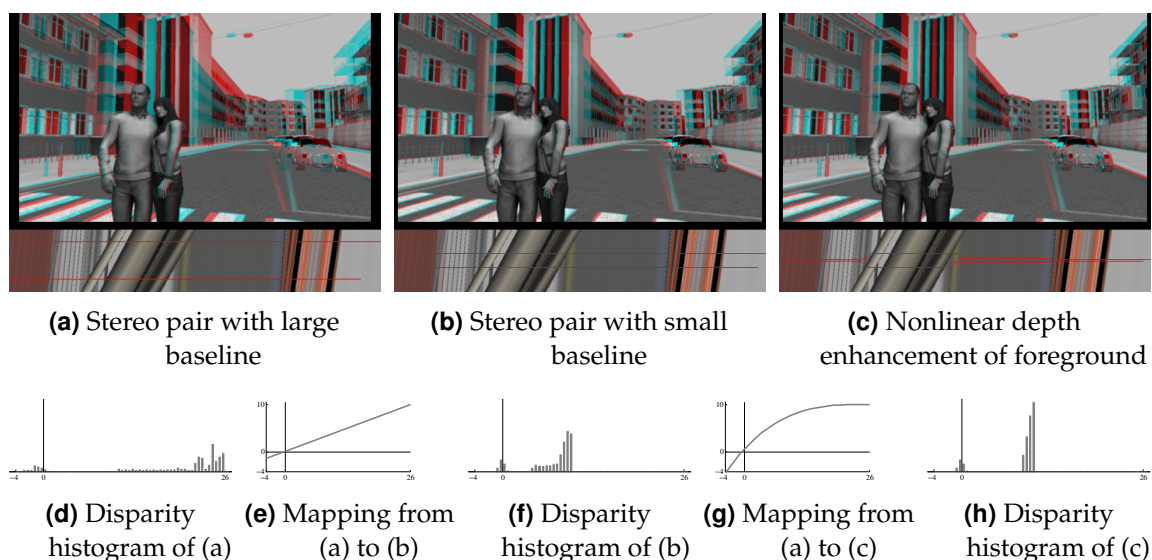 (a) Stereo pair with large
baseline
(b) Stereo pair with small
baseline
(c) Nonlinear depth
enhancement of foreground
−4 0 26
10
0
−4
26
−4 0 26
10
0
−4
−4 0 26
−4 0 26
(d) Disparity
histogram of (a)
(e) Mapping from
(a) to (b)
(f) Disparity
histogram of (b)
(g) Mapping from
(a) to (c)
(h) Disparity
histogram of (c)